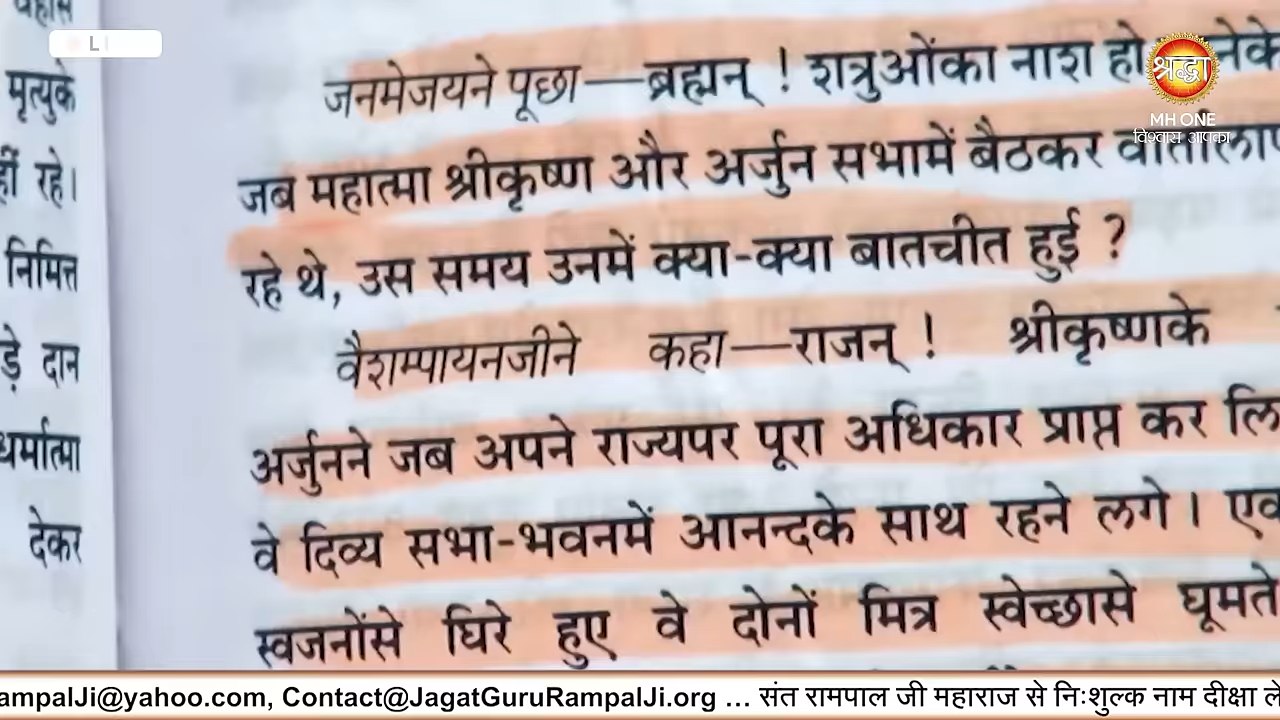 मृत्युके
रहे।
निमित्त
दान
धर्मात्मा
देकर
जनमेजयने पूछा—ब्रह्मन् ! शत्रुओंका नाश हो
जब महात्मा श्रीकृष्ण और अर्जुन सभामें बैठकर वार्तालाप
रहे थे, उस समय उनमें क्या-क्या बातचीत हुई ?
वैशम्पायनजीने कहा—राजन् ! श्रीकृष्णके
अर्जुनने जब अपने राज्यपर पूरा अधिकार प्राप्त कर लि
वे दिव्य सभा-भवनमें आनन्दके साथ रहने लगे । एक
स्वजनोंसे घिरे हुए वे दोनों मित्र स्वेच्छासे घूमते
श्रद्धा
MH ONE
विश्वास आपका
ampalJi@yahoo.com, Contact@JagatGuruRampalJi.org ... संत रामपाल जी महाराज से निःशुल्क नाम दीक्षा ले